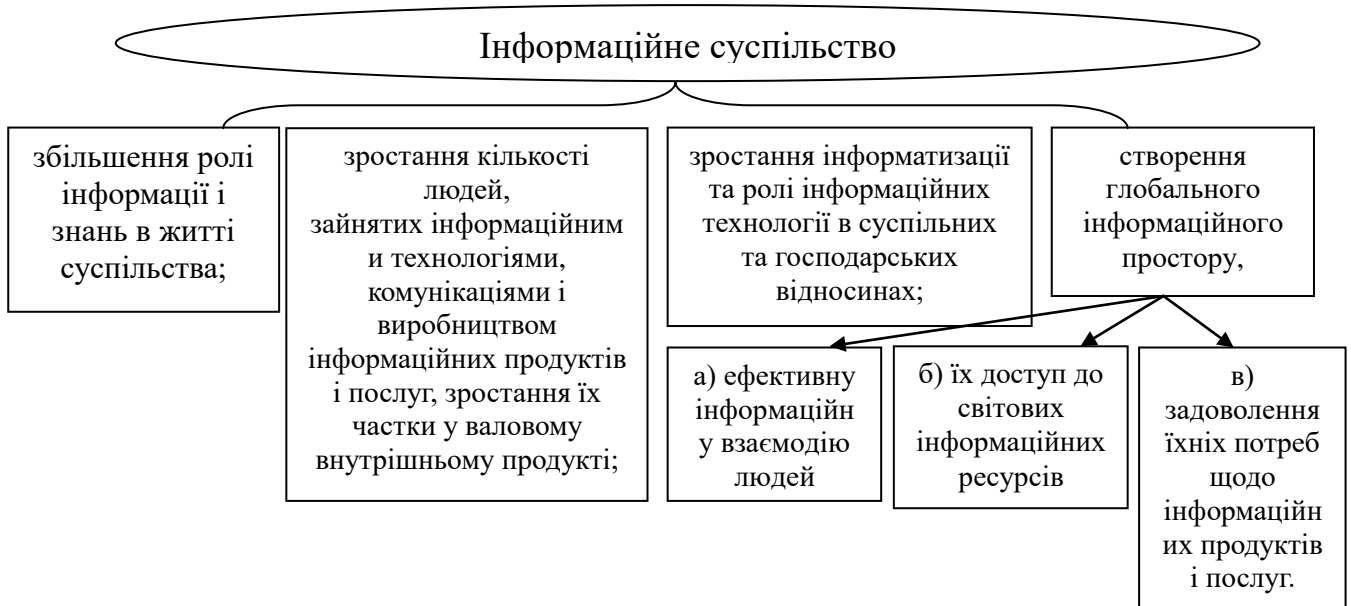 Інформаційне суспільство
збільшення ролі
інформації і
знань в житті
суспільства;
зростання кількості
людей,
зайнятих інформаційним
и технологіями,
комунікаціями і
виробництвом
інформаційних продуктів
і послуг, зростання їх
частки у валовому
внутрішньому продукті;
зростання інформатизації
та ролі інформаційних
технології в суспільних
та господарських
відносинах;
створення
глобального
інформаційного
простору,
а) ефективну
інформаційн
у взаємодію
людей
б) їх доступ до
світових
інформаційних
ресурсів
в)
задоволення
їхніх потреб
щодо
інформаційн
их продуктів
і послуг.